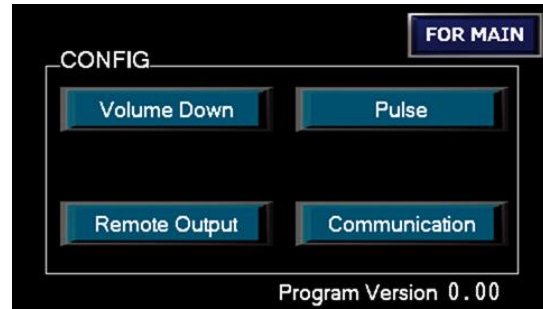 FOR MAIN
CONFIG
Volume Down
Pulse
Remote Output
Communication
Program Version 0.00